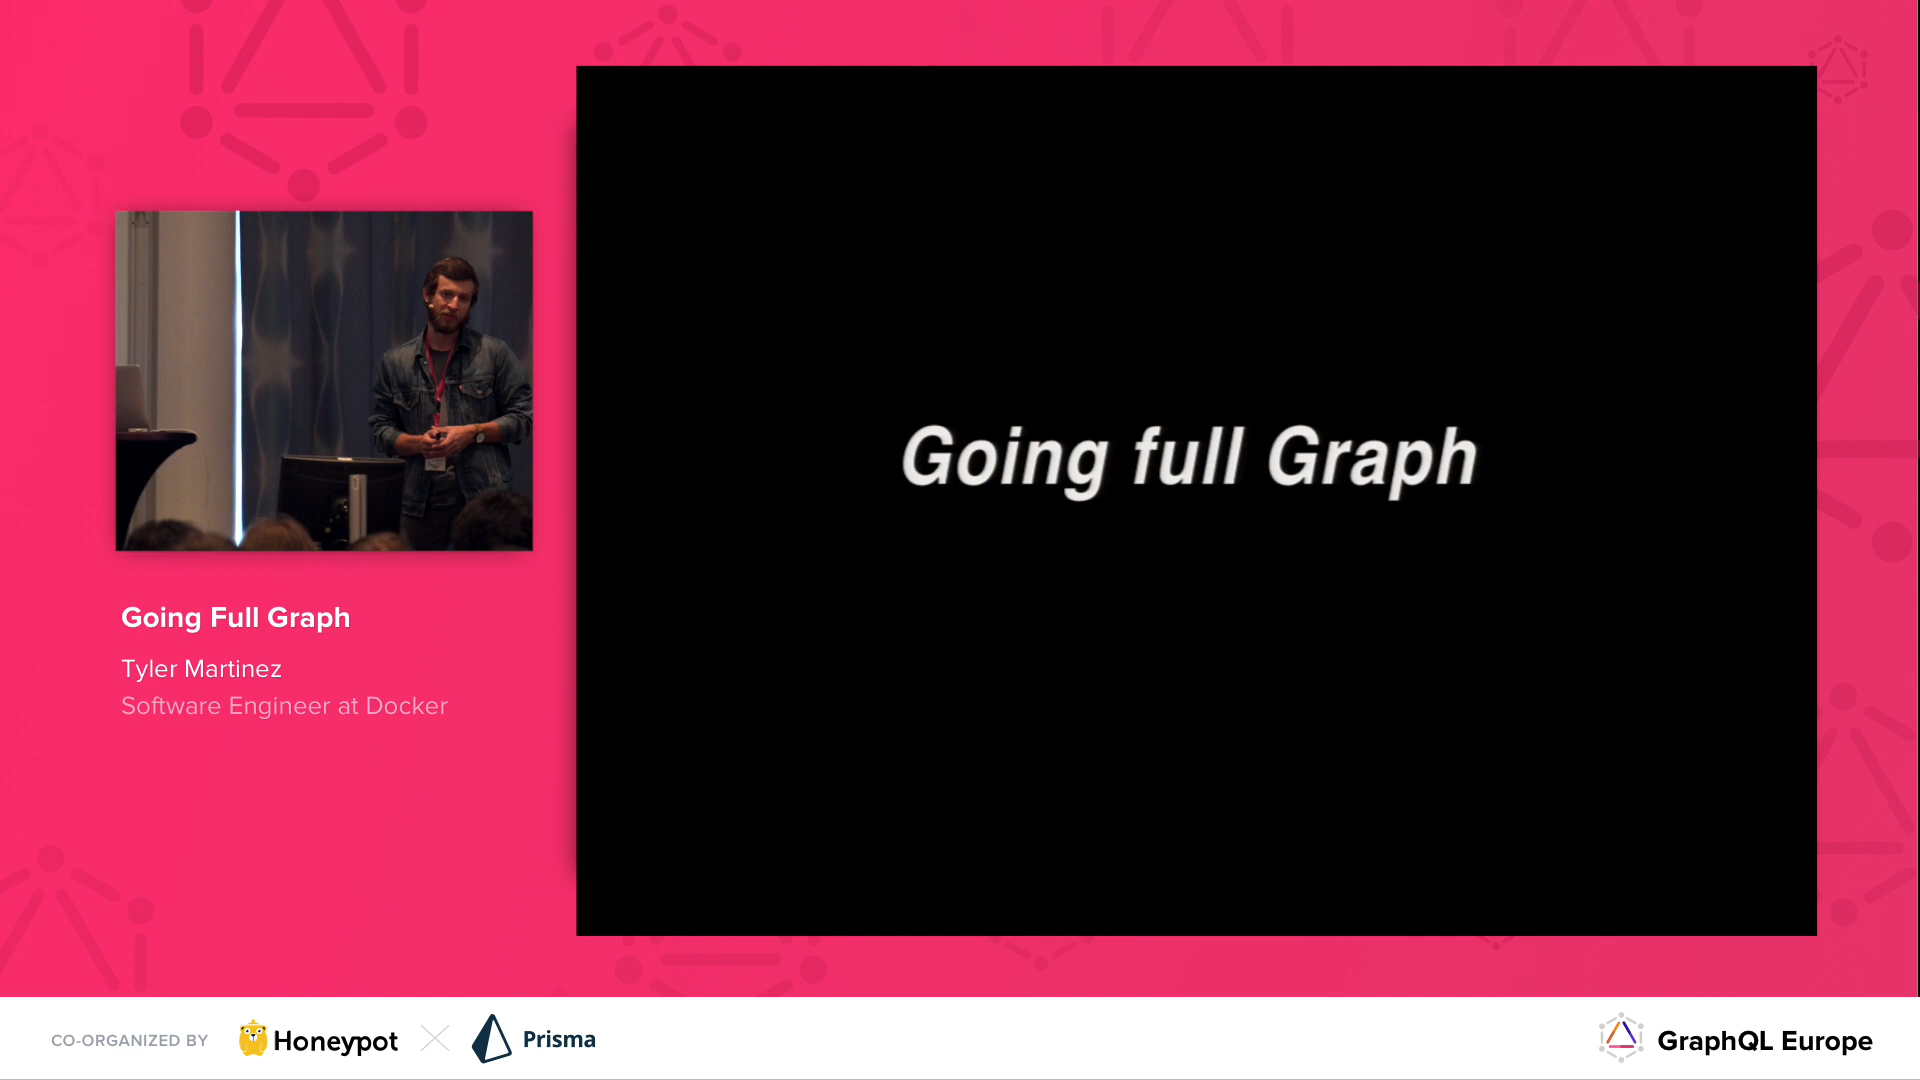 Going full Graph
Going Full Graph
Tyler Martinez
Software Engineer at Docker
CO-ORGANIZED BY
Honeypot
Prisma
GraphQL Europe